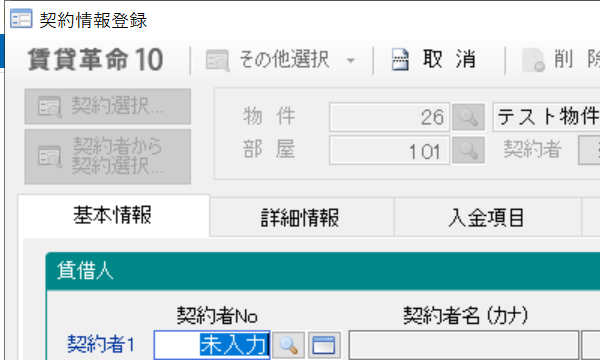 契約情報登録
賃貸革命10 その他選択 取 消 削 除
契約選択...
契約者から
契約選択...
物 件 26 テスト物件
部 屋 101 契約者
基本情報 詳細情報 入金項目
賃借人
契約者No 契約者名（カナ）
契約者1 未入力